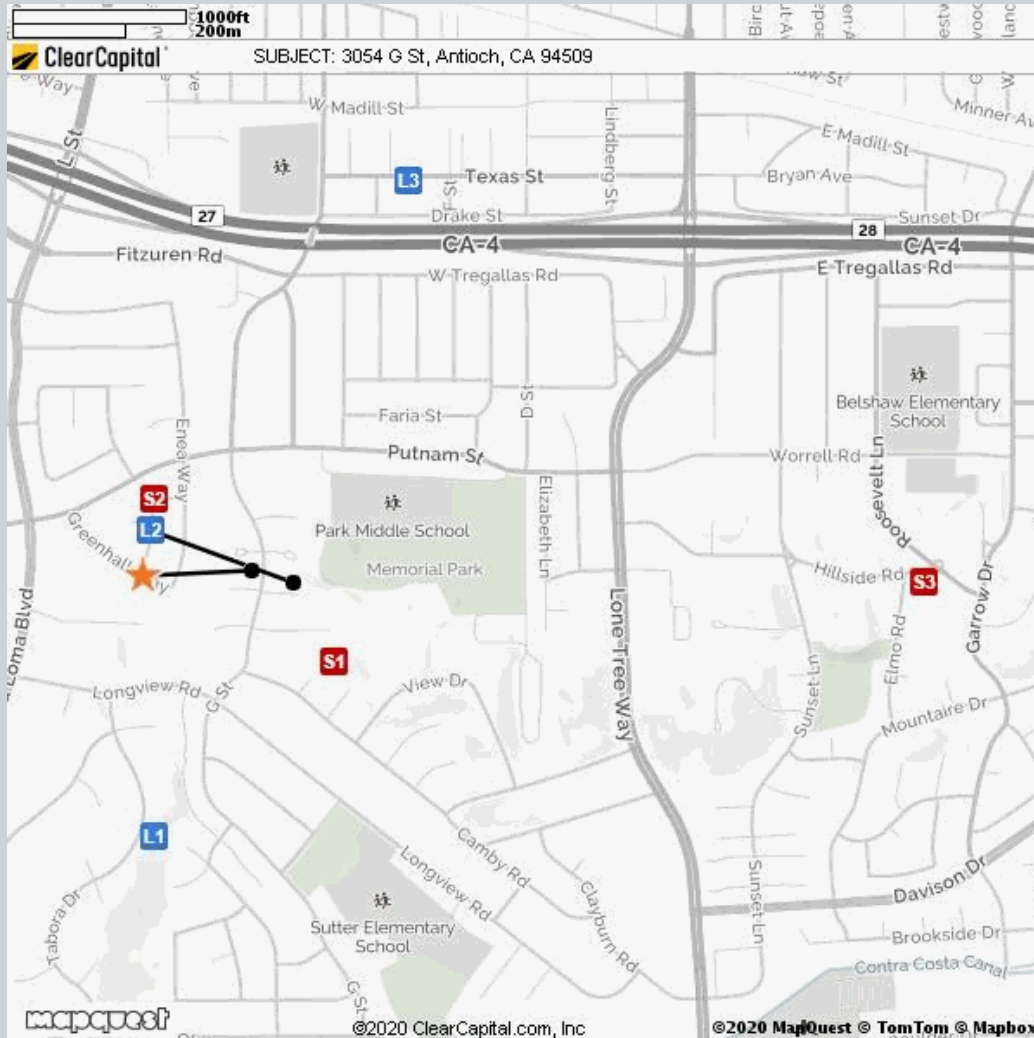 1000ft
200m
ClearCapital
SUBJECT: 3054 G St, Antioch, CA 94509
W Madill St
Minner Av
E Madill St
L St
Lindberg St
L3
F St
Texas St
Bryan Ave
27
Drake St
28
Sunset Dr
CA-4
CA-4
Fitzuren Rd
W Tregallas Rd
E Tregallas Rd
D St
Belshaw Elementary
School
Faria St
Enea Way
Putnam St
Worrell Rd
Roosevelt Ln
S2
L2
Park Middle School
Elizabeth Ln
Memorial Park
Hillside Rd
S3
Loma Blvd
Lone Tree Way
Garrow Dr
Elmo Rd
S1
Longview Rd
G St
View Dr
Sunset Ln
Mountaire Dr
L1
Camby Rd
Longview Rd
Clayburn Rd
Sunset Ln
Davison Dr
Tabora Dr
Sutter Elementary
School
Brookside Dr
Contra Costa Canal
G St
mapquest
©2020 ClearCapital.com, Inc
©2020 MapQuest © TomTom © Mapbox